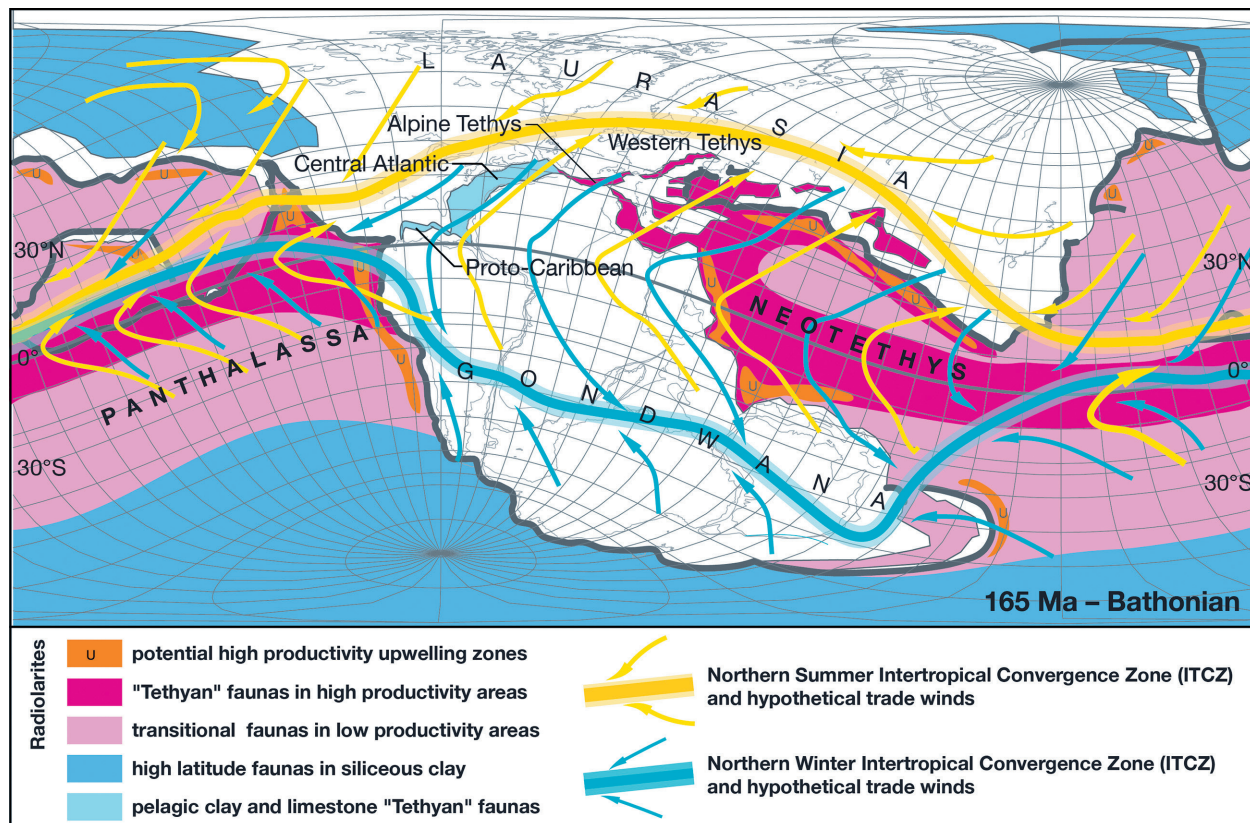 LAURASIA
Alpine Tethys
Western Tethys
Central Atlantic
U
U
U
U
U
30°N
30°N
U
U
Proto-Caribbean
U
U
U
NEOTETHYS
0°
0°
PANTHALASSA
U
U
GONDWANA
30°S
30°S
U
165 Ma – Bathonian
Radiolarites
U potential high productivity upwelling zones
"Tethyan" faunas in high productivity areas
transitional faunas in low productivity areas
high latitude faunas in siliceous clay
pelagic clay and limestone "Tethyan" faunas
Northern Summer Intertropical Convergence Zone (ITCZ)
and hypothetical trade winds
Northern Winter Intertropical Convergence Zone (ITCZ)
and hypothetical trade winds